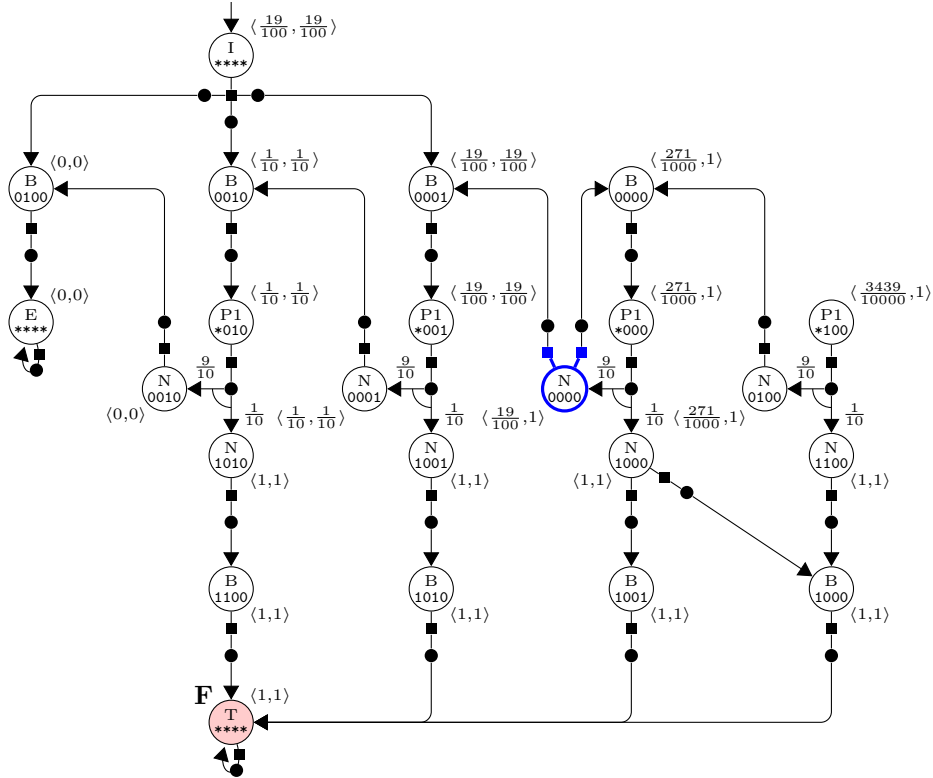 ⟨19/100, 19/100⟩
I
****
⟨0,0⟩
B
0100
⟨1/10, 1/10⟩
B
0010
⟨19/100, 19/100⟩
B
0001
⟨271/1000,1⟩
B
0000
⟨0,0⟩
E
****
⟨1/10, 1/10⟩
P1
*010
⟨19/100, 19/100⟩
P1
*001
⟨271/1000,1⟩
P1
*000
⟨3439/10000,1⟩
P1
*100
9/10
N
0010
⟨0,0⟩
1/10
9/10
N
0001
⟨1/10, 1/10⟩
1/10
9/10
N
0000
⟨19/100,1⟩
1/10
9/10
N
0100
⟨271/1000,1⟩
1/10
N
1010
⟨1,1⟩
N
1001
⟨1,1⟩
N
1000
⟨1,1⟩
N
1100
⟨1,1⟩
B
1100
⟨1,1⟩
B
1010
⟨1,1⟩
B
1001
⟨1,1⟩
B
1000
⟨1,1⟩
F
⟨1,1⟩
T
****